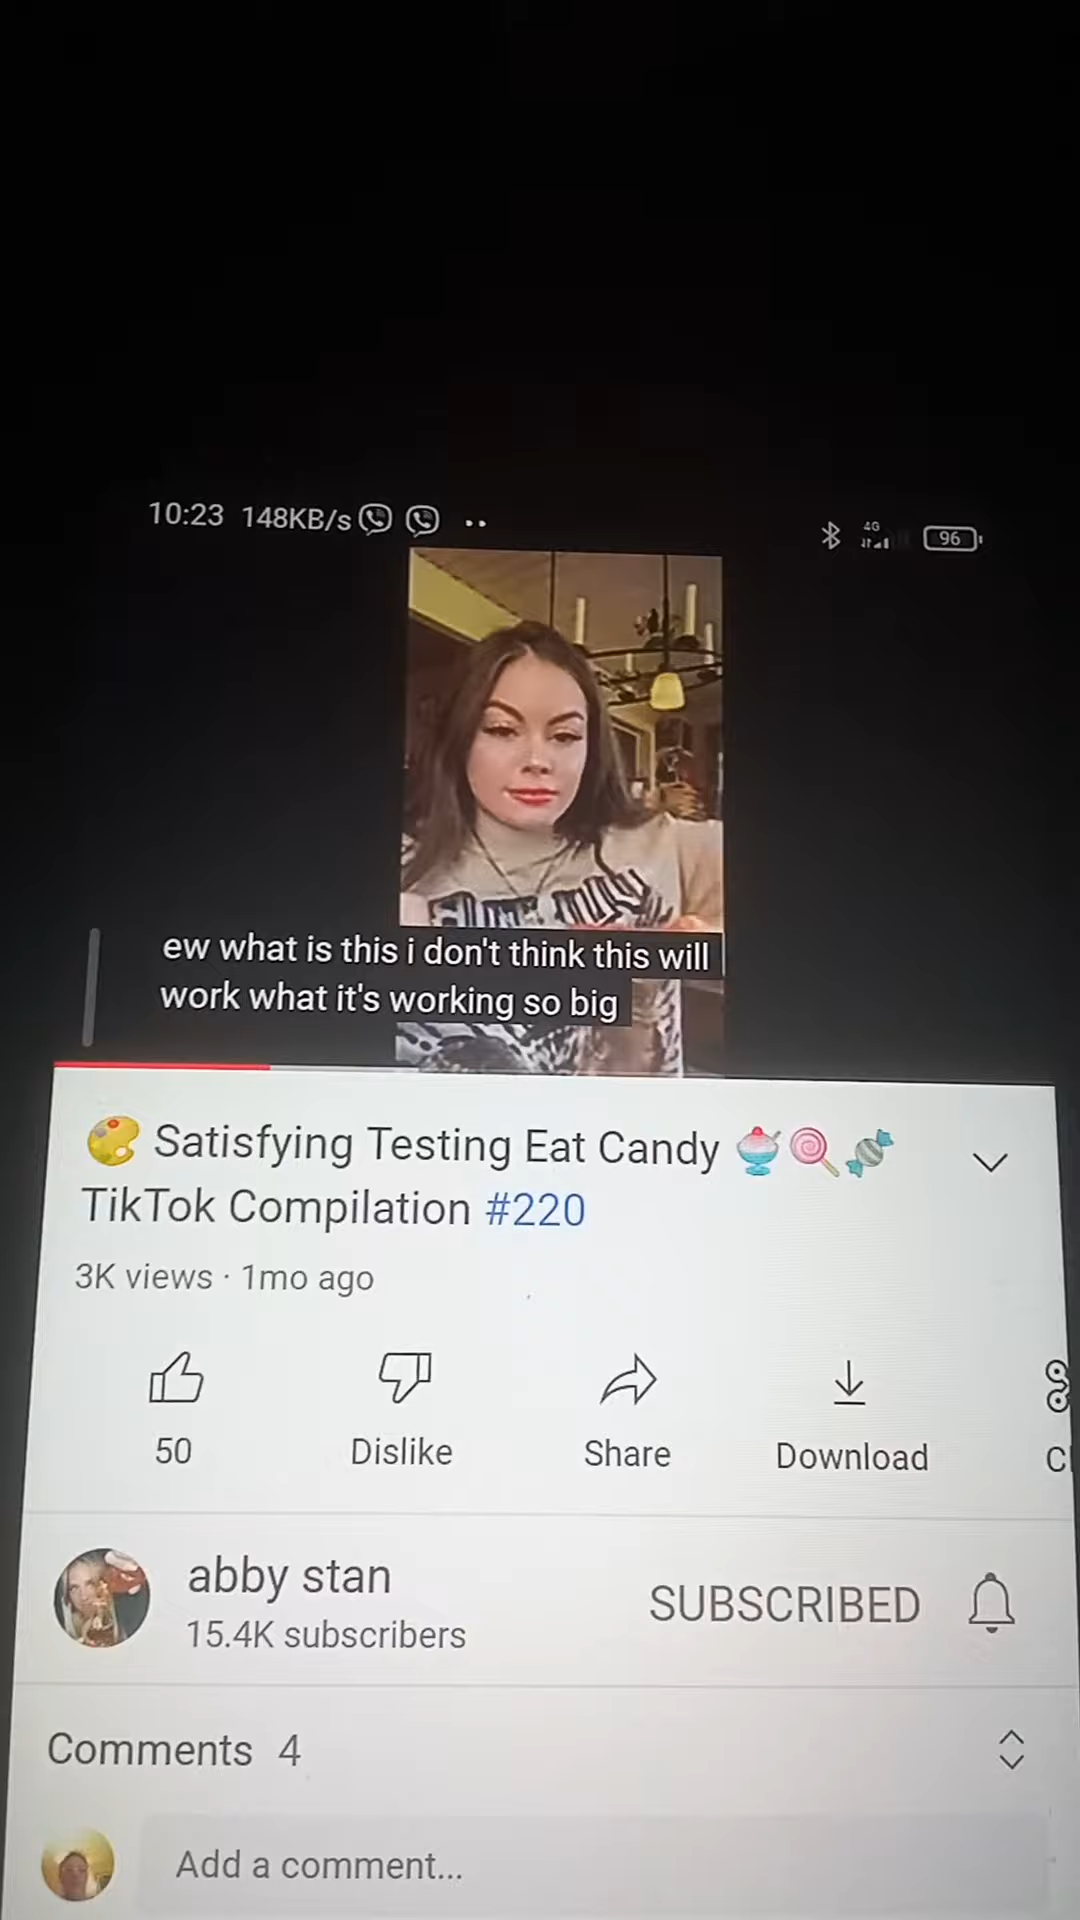 10:23 148KB/s
4G
96
ew what is this i don't think this will
work what it's working so big
Satisfying Testing Eat Candy
TikTok Compilation #220
3K views · 1mo ago
50 Dislike Share Download
abby stan
15.4K subscribers
SUBSCRIBED
Comments 4
Add a comment...